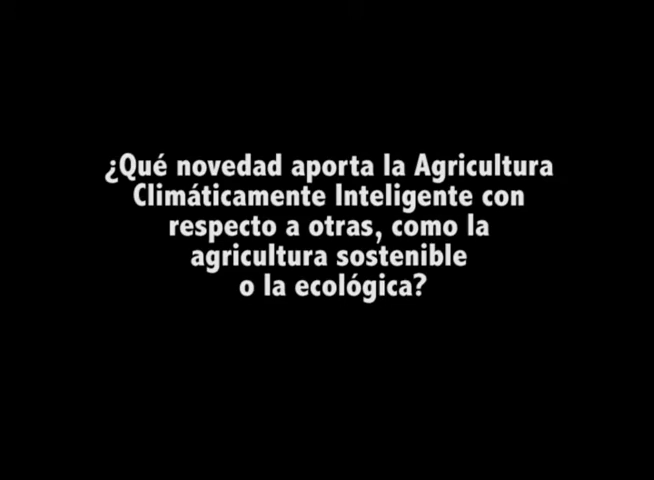 ¿Qué novedad aporta la Agricultura
Climáticamente Inteligente con
respecto a otras, como la
agricultura sostenible
o la ecológica?